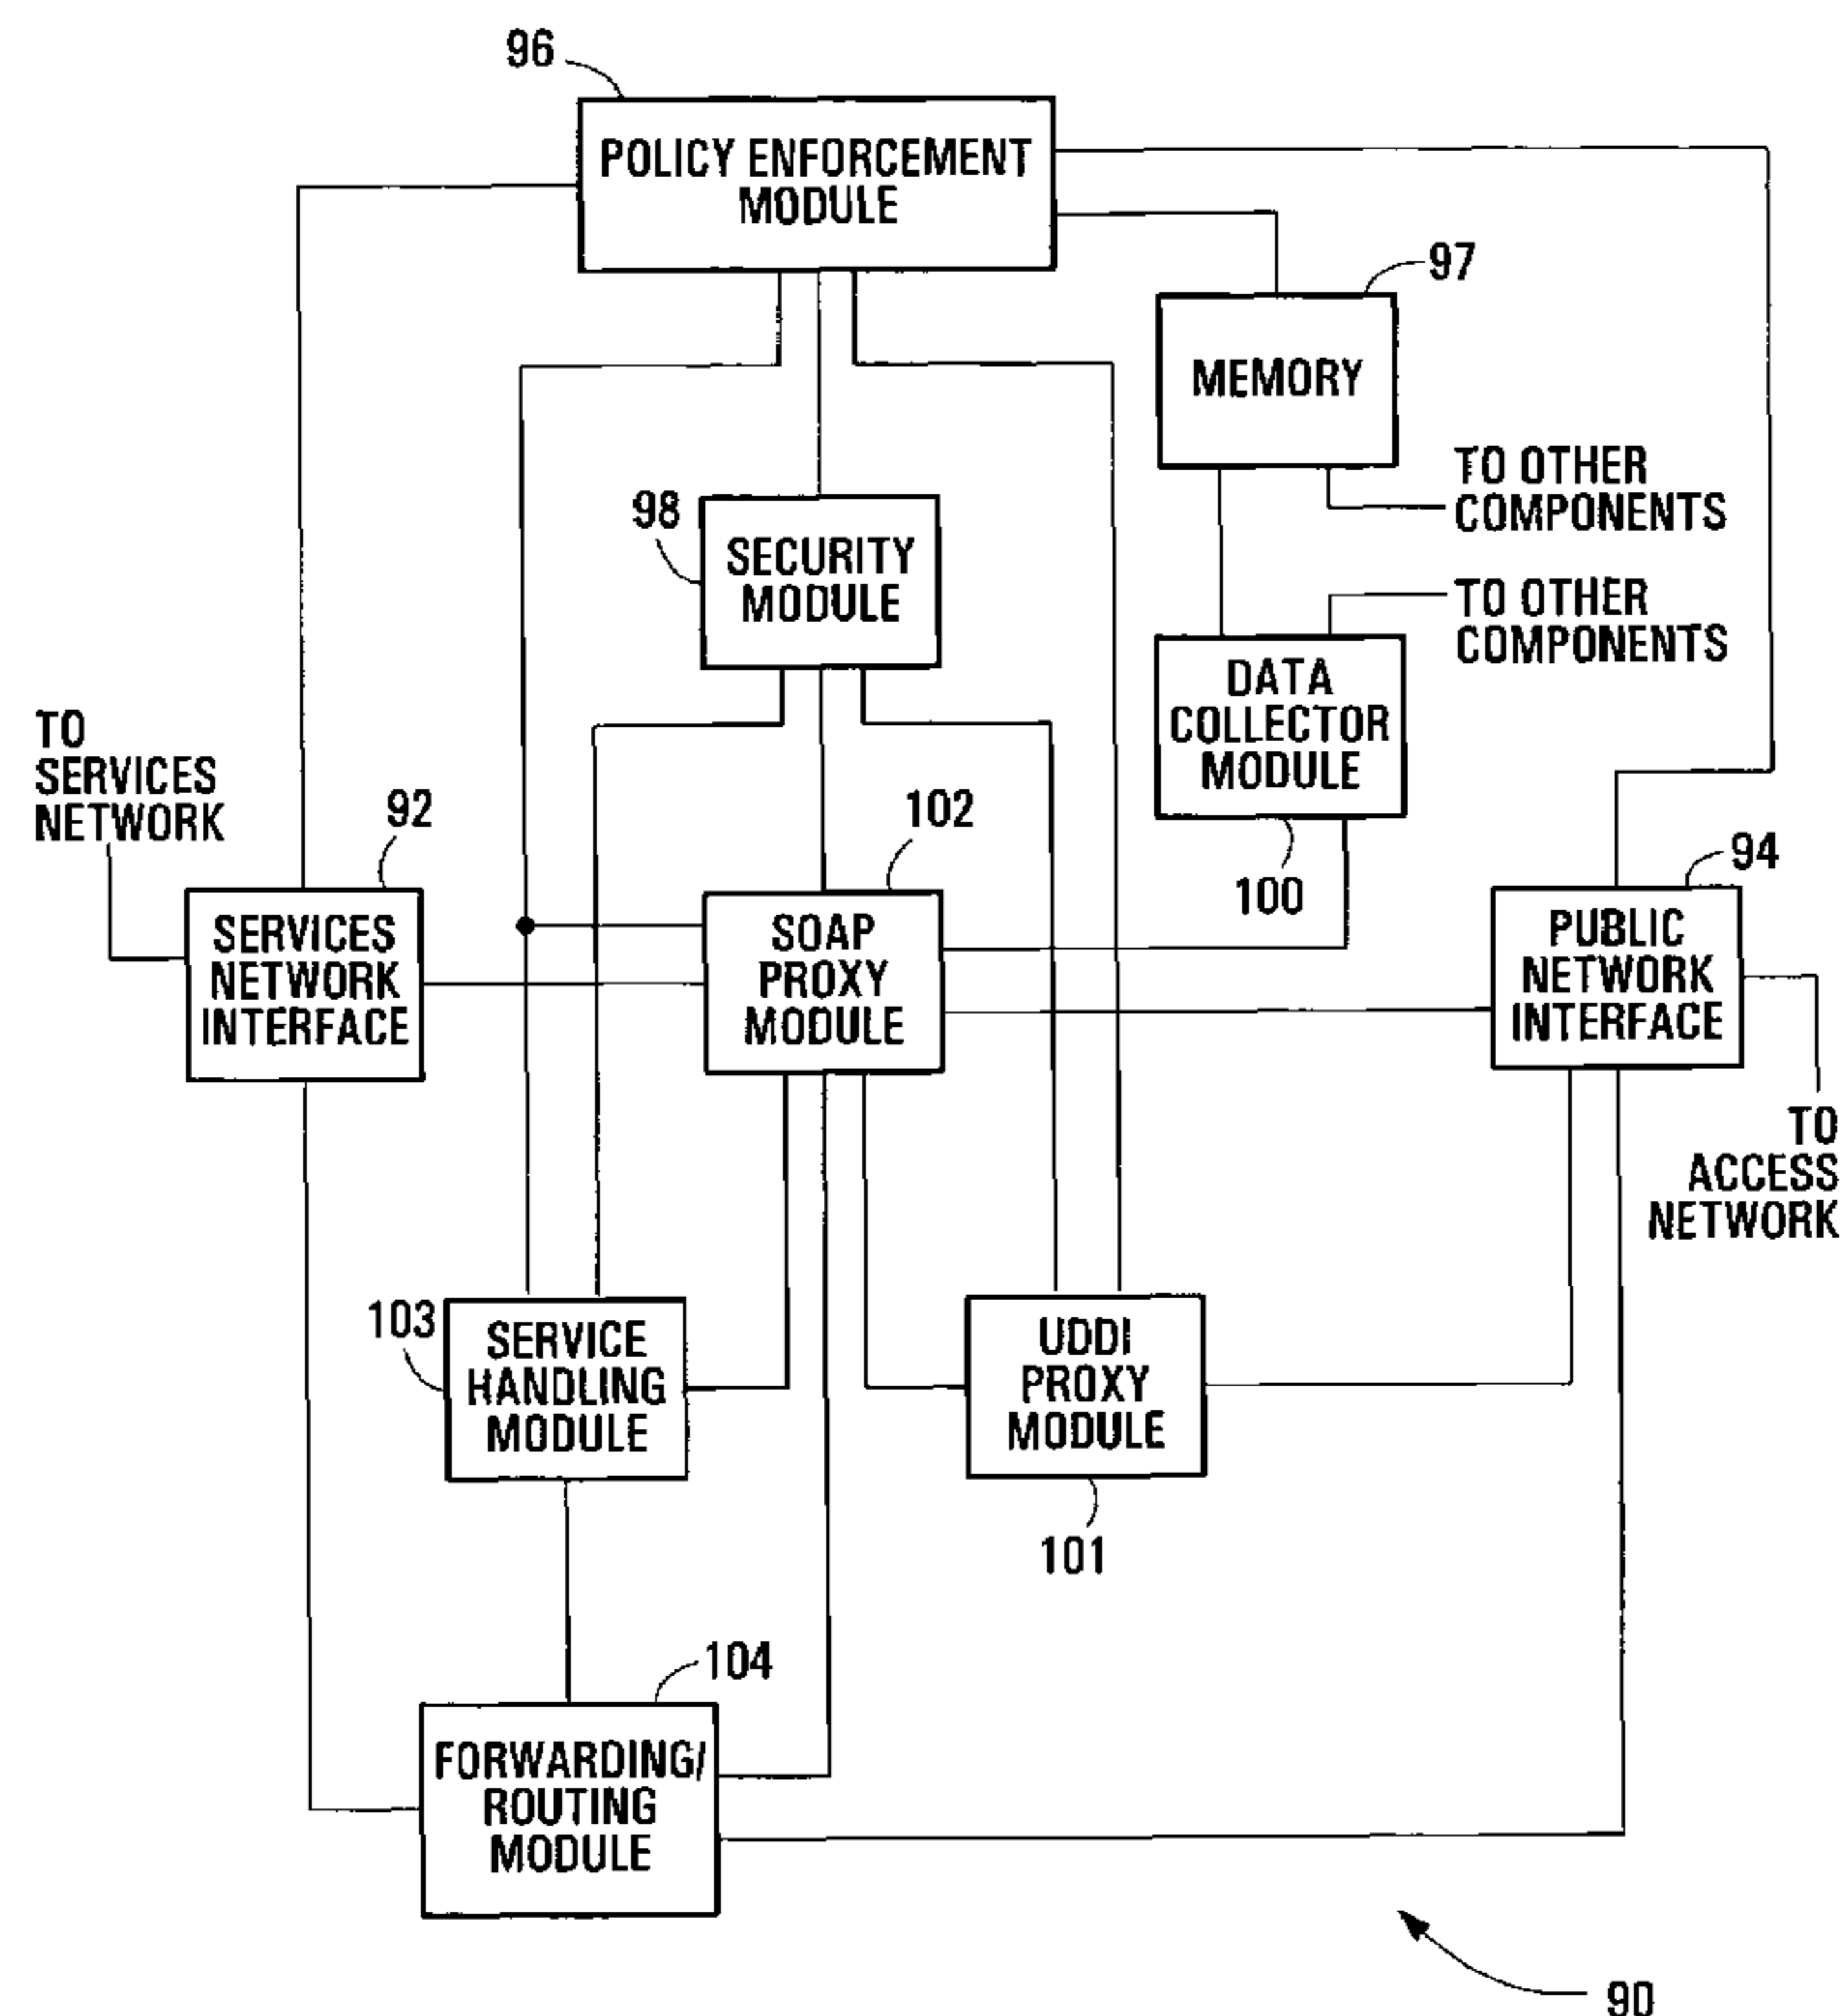 96
POLICY ENFORCEMENT
MODULE
97
MEMORY
TO OTHER
COMPONENTS
98
SECURITY
MODULE
TO OTHER
COMPONENTS
DATA
COLLECTOR
MODULE
100
TO
SERVICES
NETWORK
92
SERVICES
NETWORK
INTERFACE
102
SOAP
PROXY
MODULE
94
PUBLIC
NETWORK
INTERFACE
TO
ACCESS
NETWORK
103
SERVICE
HANDLING
MODULE
UDDI
PROXY
MODULE
101
104
FORWARDING/
ROUTING
MODULE
90